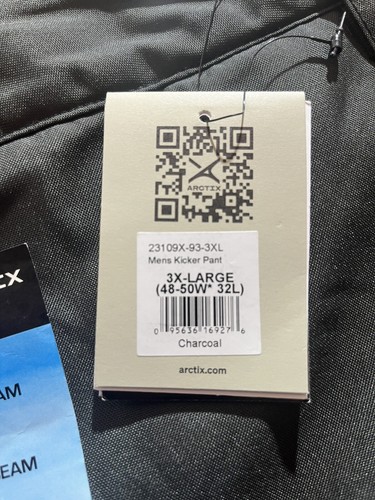 ARCTIX
23109X-93-3XL
Mens Kicker Pant
3X-LARGE
(48-50W* 32L)
0 95636 16927 6
Charcoal
arctix.com
CX
AM
EAM